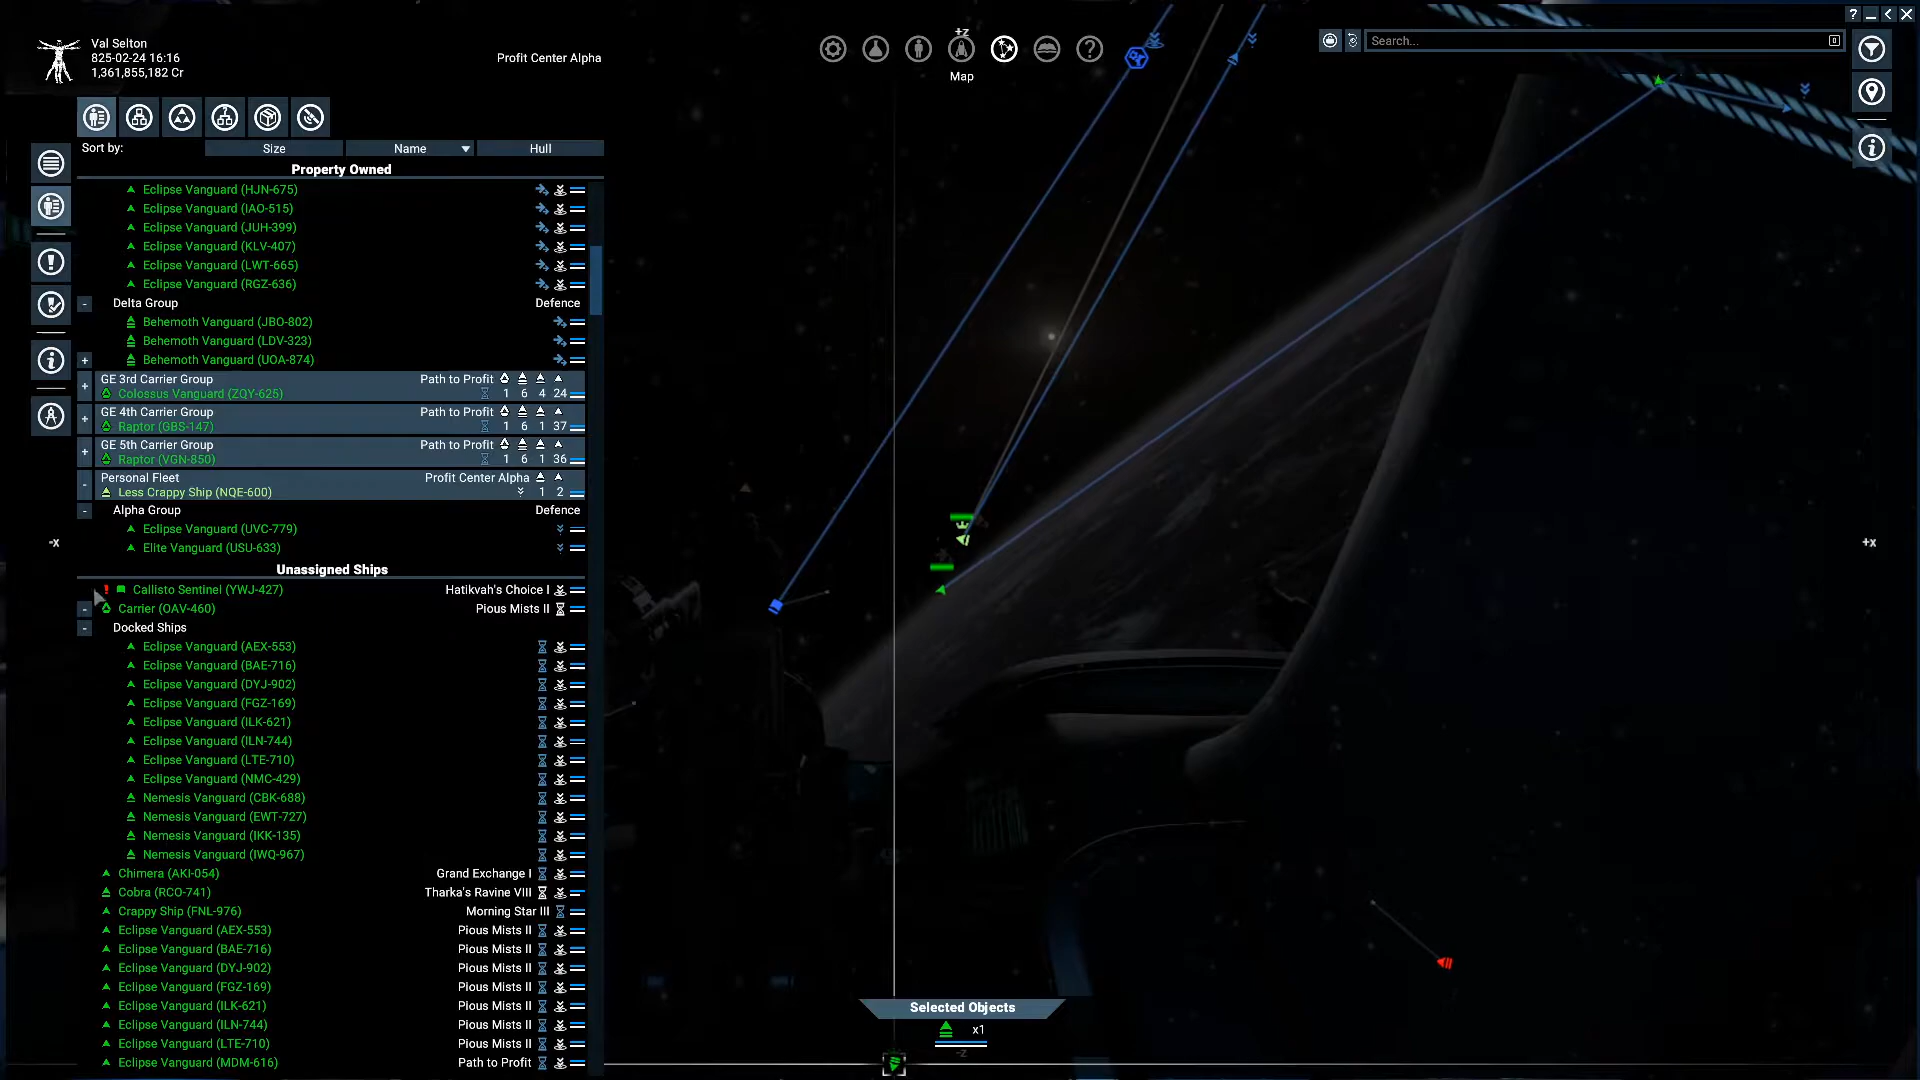 Val Selton
825-02-24 16:16
1,361,855,182 Cr
Profit Center Alpha
+z
Map
Search...
Sort by:
Size
Name
Hull
Property Owned
Eclipse Vanguard (HJN-675)
Eclipse Vanguard (IAO-515)
Eclipse Vanguard (JUH-399)
Eclipse Vanguard (KLV-407)
Eclipse Vanguard (LWT-665)
Eclipse Vanguard (RGZ-636)
- Delta Group Defence
Behemoth Vanguard (JBO-802)
Behemoth Vanguard (LDV-323)
+ Behemoth Vanguard (UOA-874)
+ GE 3rd Carrier Group Path to Profit
Colossus Vanguard (ZQY-625) 1 6 4 24
+ GE 4th Carrier Group Path to Profit
Raptor (GBS-147) 1 6 1 37
+ GE 5th Carrier Group Path to Profit
Raptor (VGN-850) 1 6 1 36
- Personal Fleet Profit Center Alpha
Less Crappy Ship (NQE-600) 1 2
- Alpha Group Defence
Eclipse Vanguard (UVC-779)
Elite Vanguard (USU-633)
-x
+x
Unassigned Ships
! Callisto Sentinel (YWJ-427) Hatikvah's Choice I
- Carrier (OAV-460) Pious Mists II
- Docked Ships
Eclipse Vanguard (AEX-553)
Eclipse Vanguard (BAE-716)
Eclipse Vanguard (DYJ-902)
Eclipse Vanguard (FGZ-169)
Eclipse Vanguard (ILK-621)
Eclipse Vanguard (ILN-744)
Eclipse Vanguard (LTE-710)
Eclipse Vanguard (NMC-429)
Nemesis Vanguard (CBK-688)
Nemesis Vanguard (EWT-727)
Nemesis Vanguard (IKK-135)
Nemesis Vanguard (IWQ-967)
Chimera (AKI-054) Grand Exchange I
Cobra (RCO-741) Tharka's Ravine VIII
Crappy Ship (FNL-976) Morning Star III
Eclipse Vanguard (AEX-553) Pious Mists II
Eclipse Vanguard (BAE-716) Pious Mists II
Eclipse Vanguard (DYJ-902) Pious Mists II
Eclipse Vanguard (FGZ-169) Pious Mists II
Eclipse Vanguard (ILK-621) Pious Mists II
Eclipse Vanguard (ILN-744) Pious Mists II
Eclipse Vanguard (LTE-710) Pious Mists II
Eclipse Vanguard (MDM-616) Path to Profit
Selected Objects
x1
-z